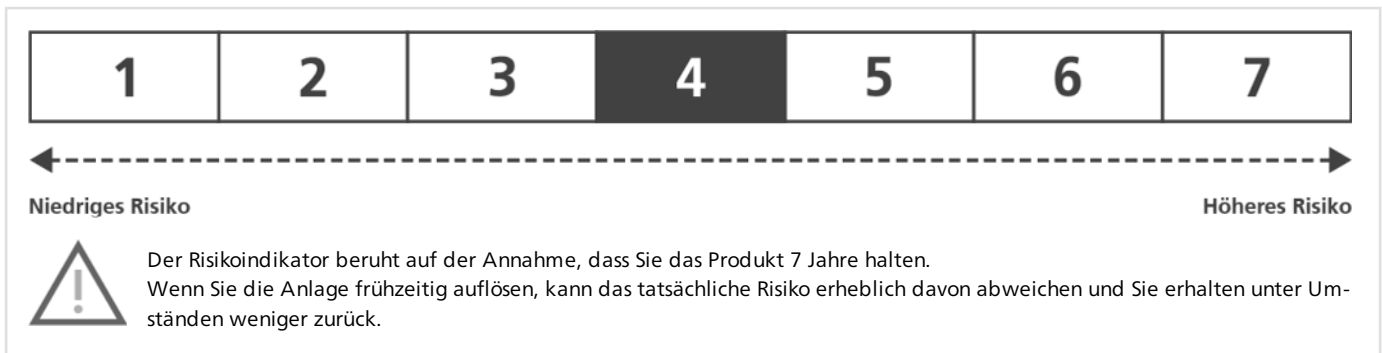 1 2 3 4 5 6 7
Niedriges Risiko Höheres Risiko
Der Risikoindikator beruht auf der Annahme, dass Sie das Produkt 7 Jahre halten.
Wenn Sie die Anlage frühzeitig auflösen, kann das tatsächliche Risiko erheblich davon abweichen und Sie erhalten unter Um-
ständen weniger zurück.